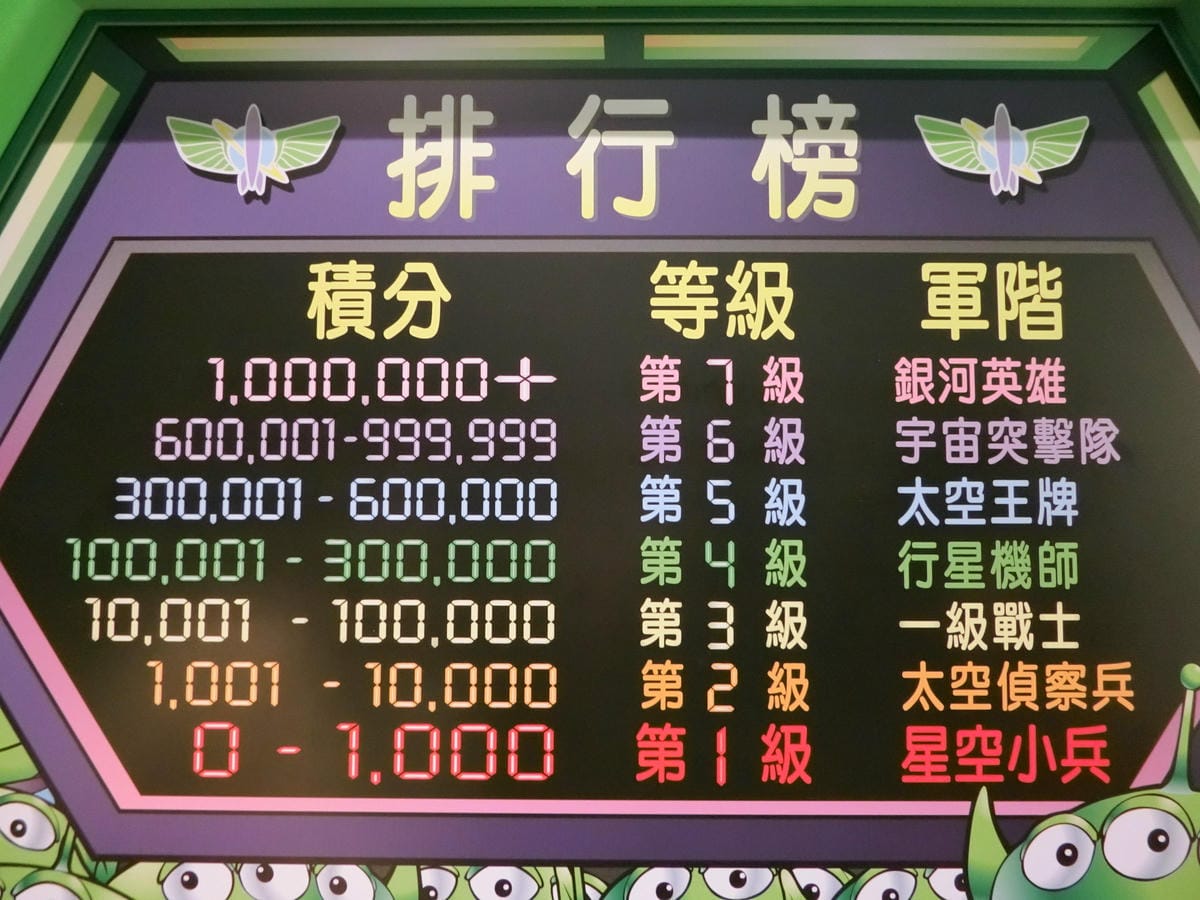 排行榜
積分 等級 軍階
1,000,000+ 第7級 銀河英雄
600,001-999,999 第6級 宇宙突擊隊
300,001 - 600,000 第5級 太空王牌
100,001 - 300,000 第4級 行星機師
10,001 - 100,000 第3級 一級戰士
1,001 - 10,000 第2級 太空偵察兵
0 - 1,000 第1級 星空小兵